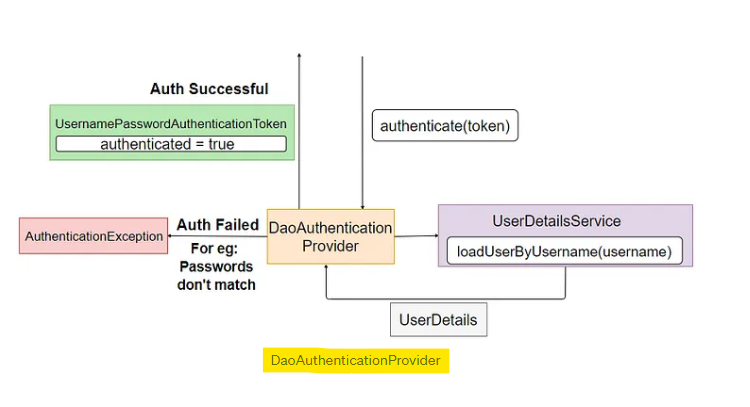 Auth Successful
UsernamePasswordAuthenticationToken
authenticated = true
authenticate(token)
AuthenticationException
Auth Failed
For eg:
Passwords
don't match
DaoAuthentication
Provider
UserDetailsService
loadUserByUsername(username)
UserDetails
DaoAuthenticationProvider